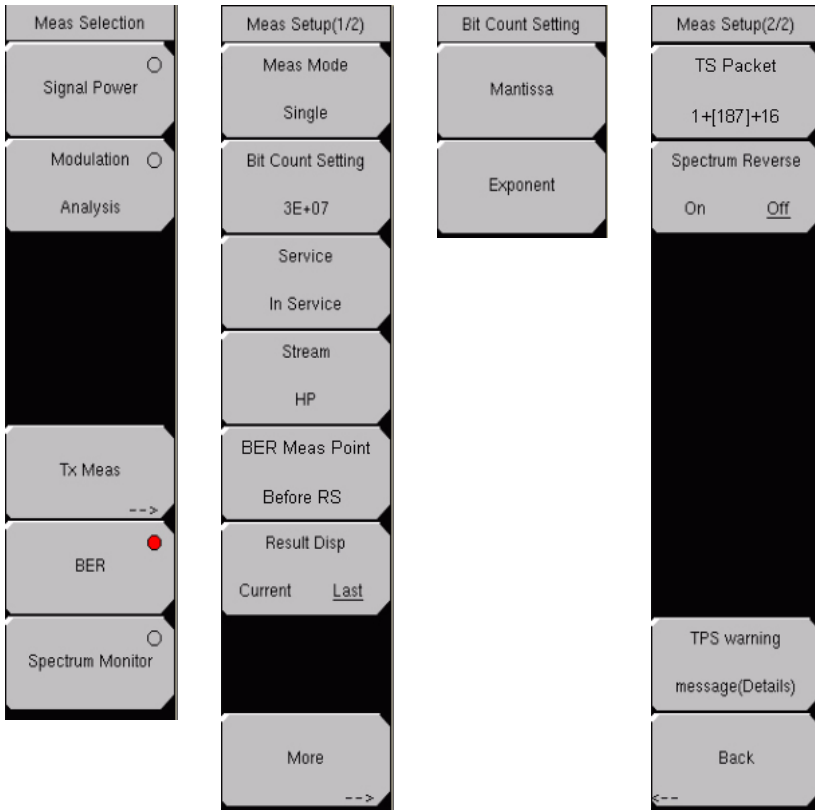 Meas Selection
Signal Power
Modulation
Analysis
Tx Meas
-->
BER
Spectrum Monitor
Meas Setup(1/2)
Meas Mode
Single
Bit Count Setting
3E+07
Service
In Service
Stream
HP
BER Meas Point
Before RS
Result Disp
Current Last
More
-->
Bit Count Setting
Mantissa
Exponent
Meas Setup(2/2)
TS Packet
1+[187]+16
Spectrum Reverse
On Off
TPS warning
message(Details)
Back
<--